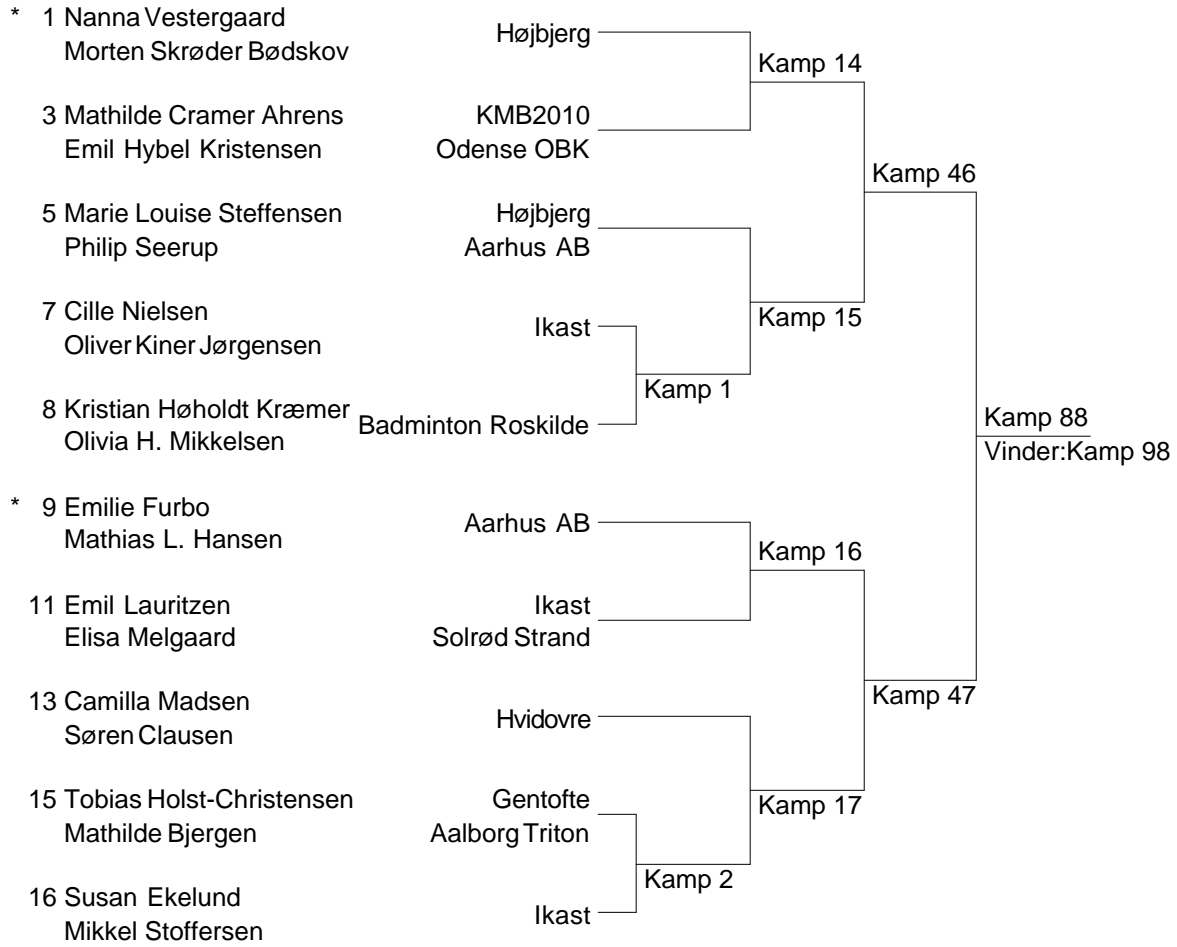 * 1 Nanna Vestergaard Højbjerg
Morten Skrøder Bødskov
Kamp 14
3 Mathilde Cramer Ahrens KMB2010
Emil Hybel Kristensen Odense OBK
Kamp 46
5 Marie Louise Steffensen Højbjerg
Philip Seerup Aarhus AB
7 Cille Nielsen Ikast
Kamp 15
Oliver Kiner Jørgensen
Kamp 1
8 Kristian Høholdt Kræmer Badminton Roskilde
Olivia H. Mikkelsen
Kamp 88
Vinder:Kamp 98
* 9 Emilie Furbo Aarhus AB
Mathias L. Hansen
Kamp 16
11 Emil Lauritzen Ikast
Elisa Melgaard Solrød Strand
Kamp 47
13 Camilla Madsen Hvidovre
Søren Clausen
15 Tobias Holst-Christensen Gentofte
Kamp 17
Mathilde Bjergen Aalborg Triton
Kamp 2
16 Susan Ekelund Ikast
Mikkel Stoffersen